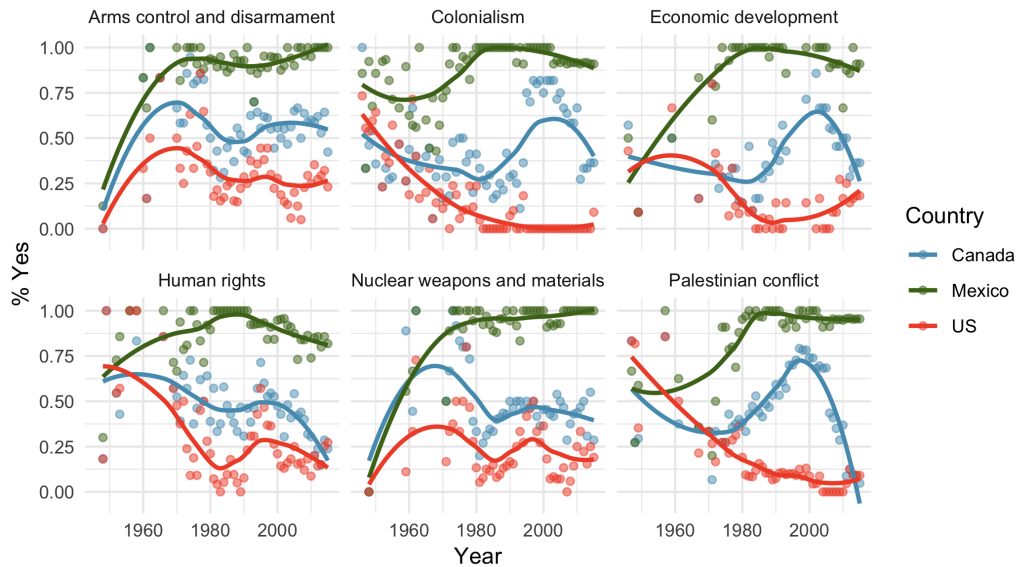 Arms control and disarmament
Colonialism
Economic development
1.00
0.75
0.50
0.25
0.00
Human rights
Nuclear weapons and materials
Palestinian conflict
1.00
0.75
0.50
0.25
0.00
1960 1980 2000
1960 1980 2000
1960 1980 2000
% Yes
Year
Country
Canada
Mexico
US